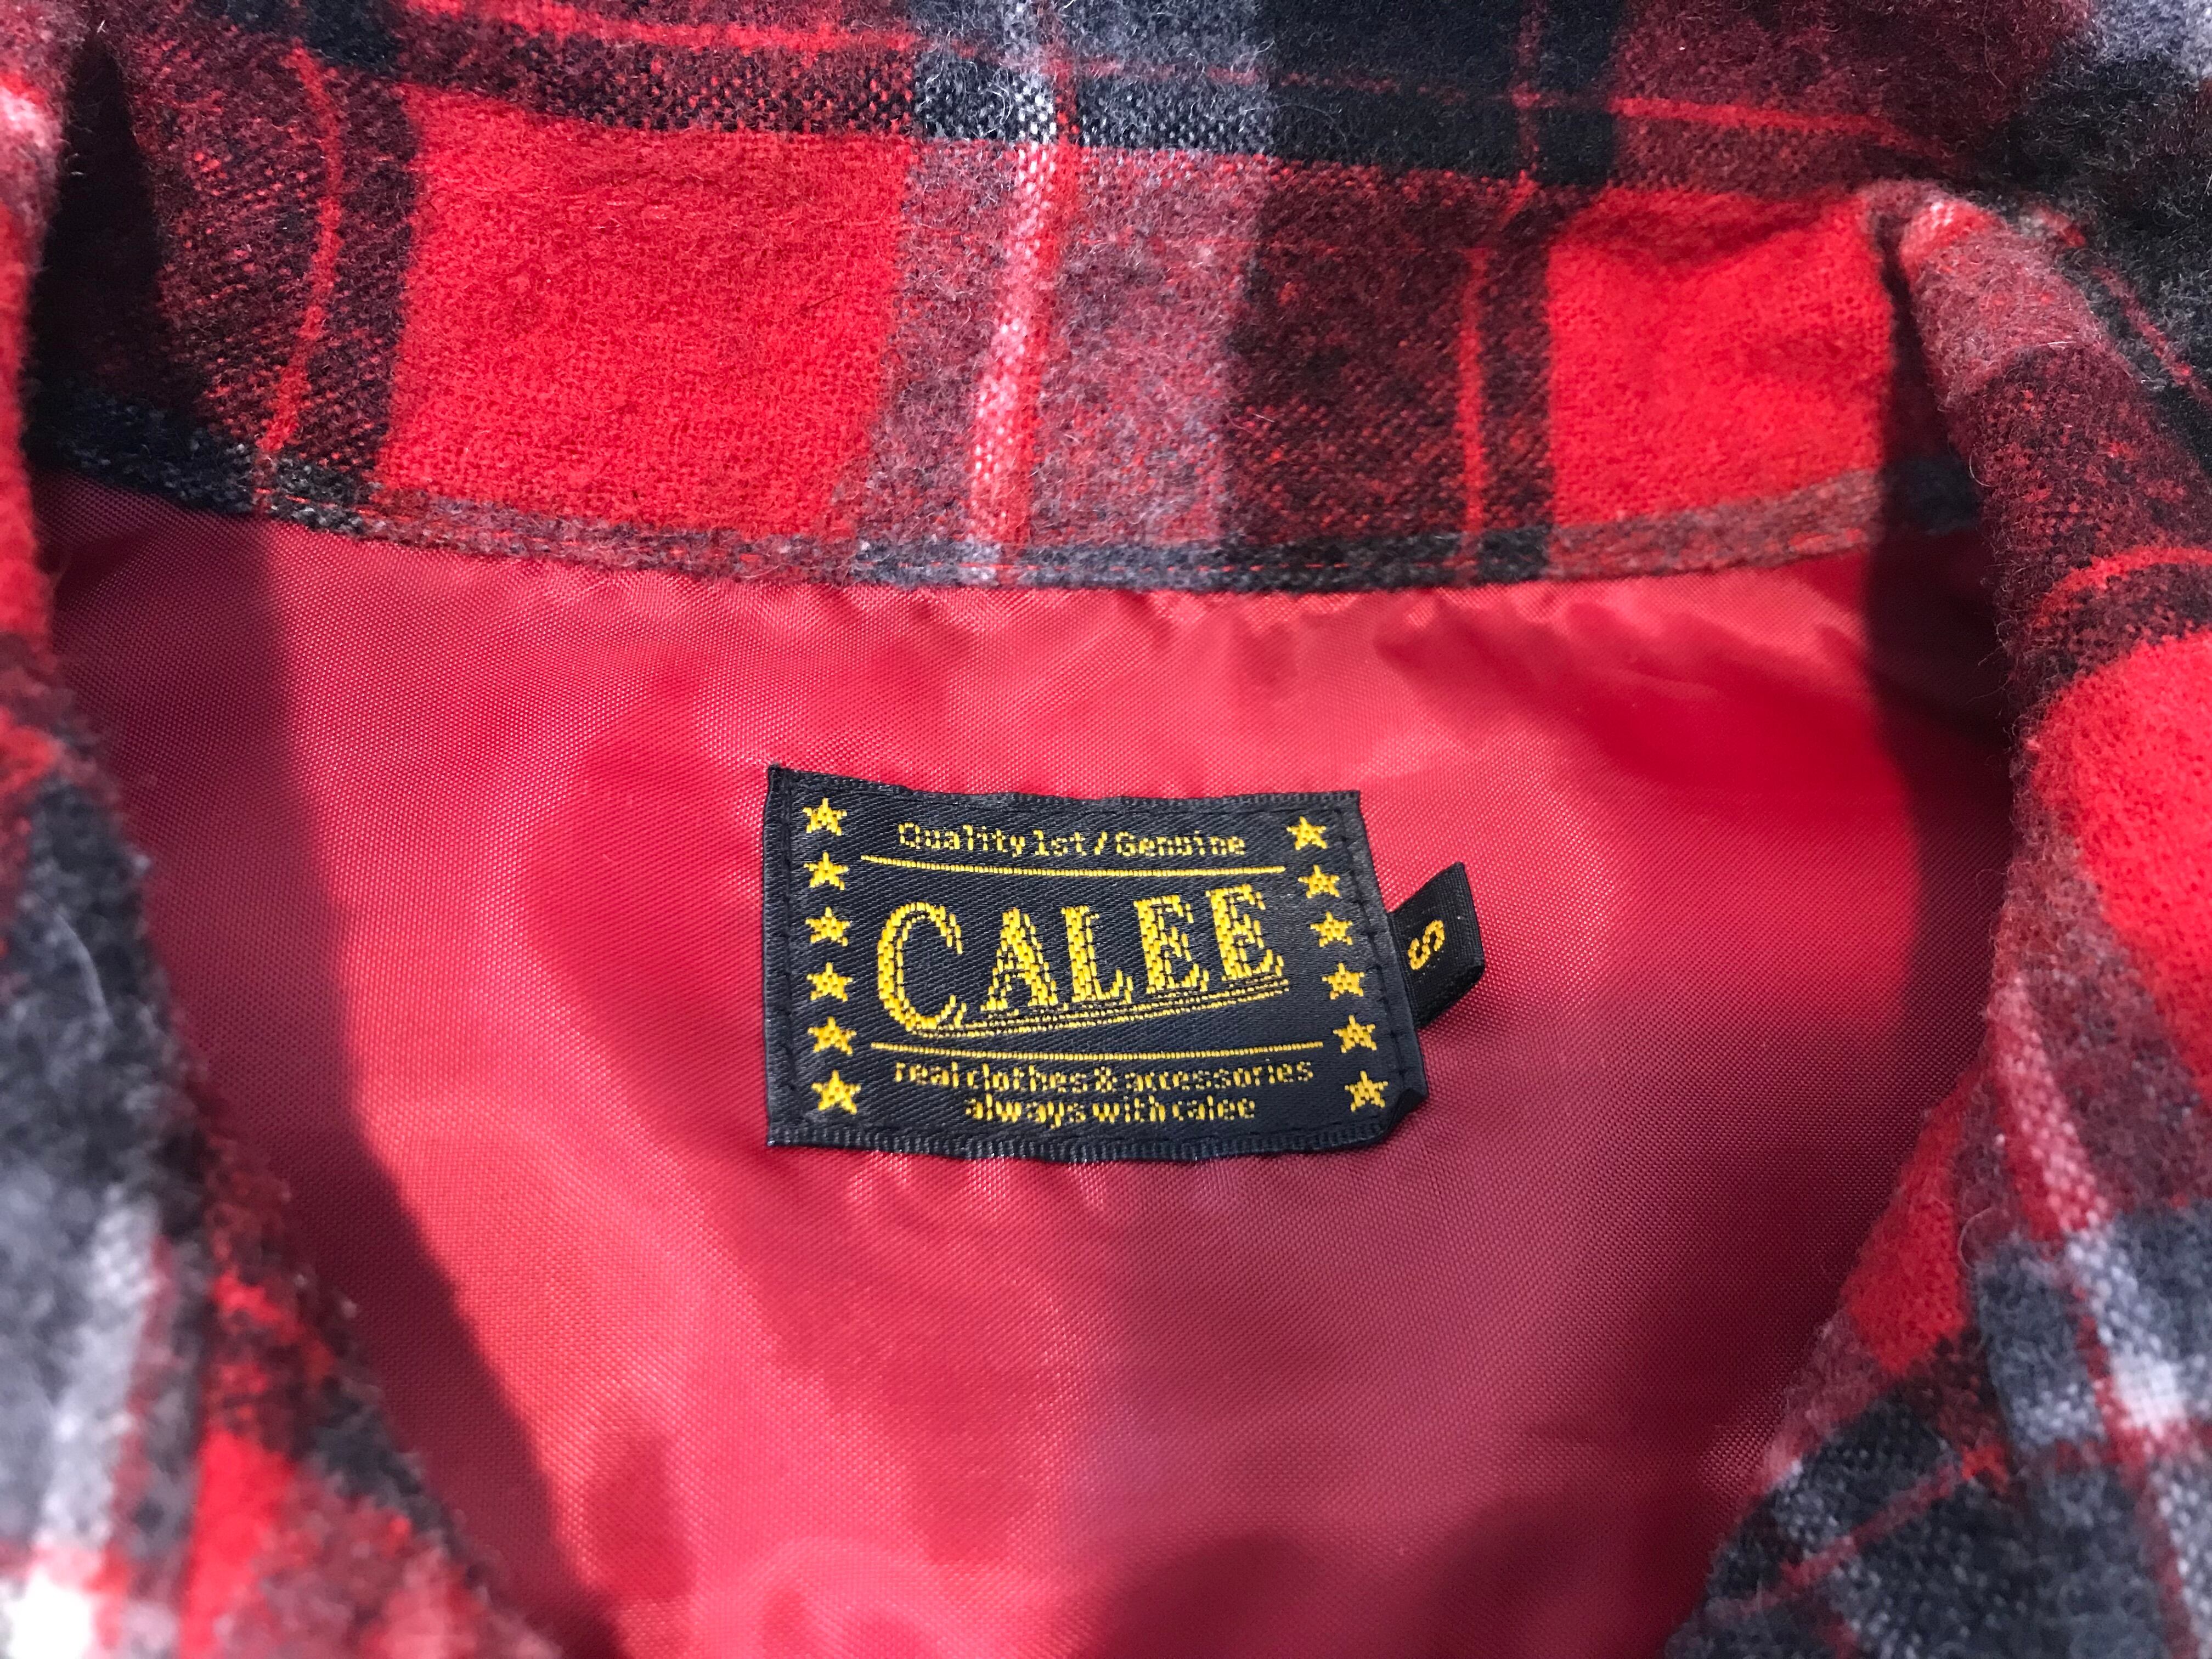 Quality 1st / Genuine
CALEE
S
real clothes & accessories
always with calee